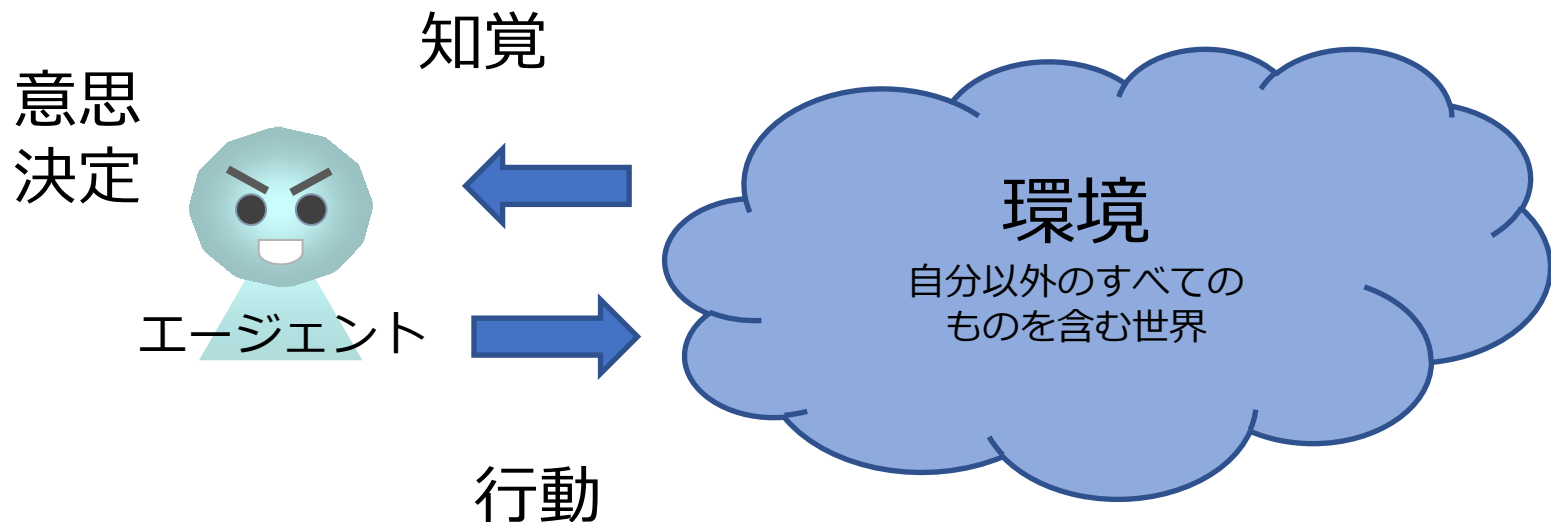 知覚
意思
決定
環境
自分以外のすべての
ものを含む世界
エージェント
行動